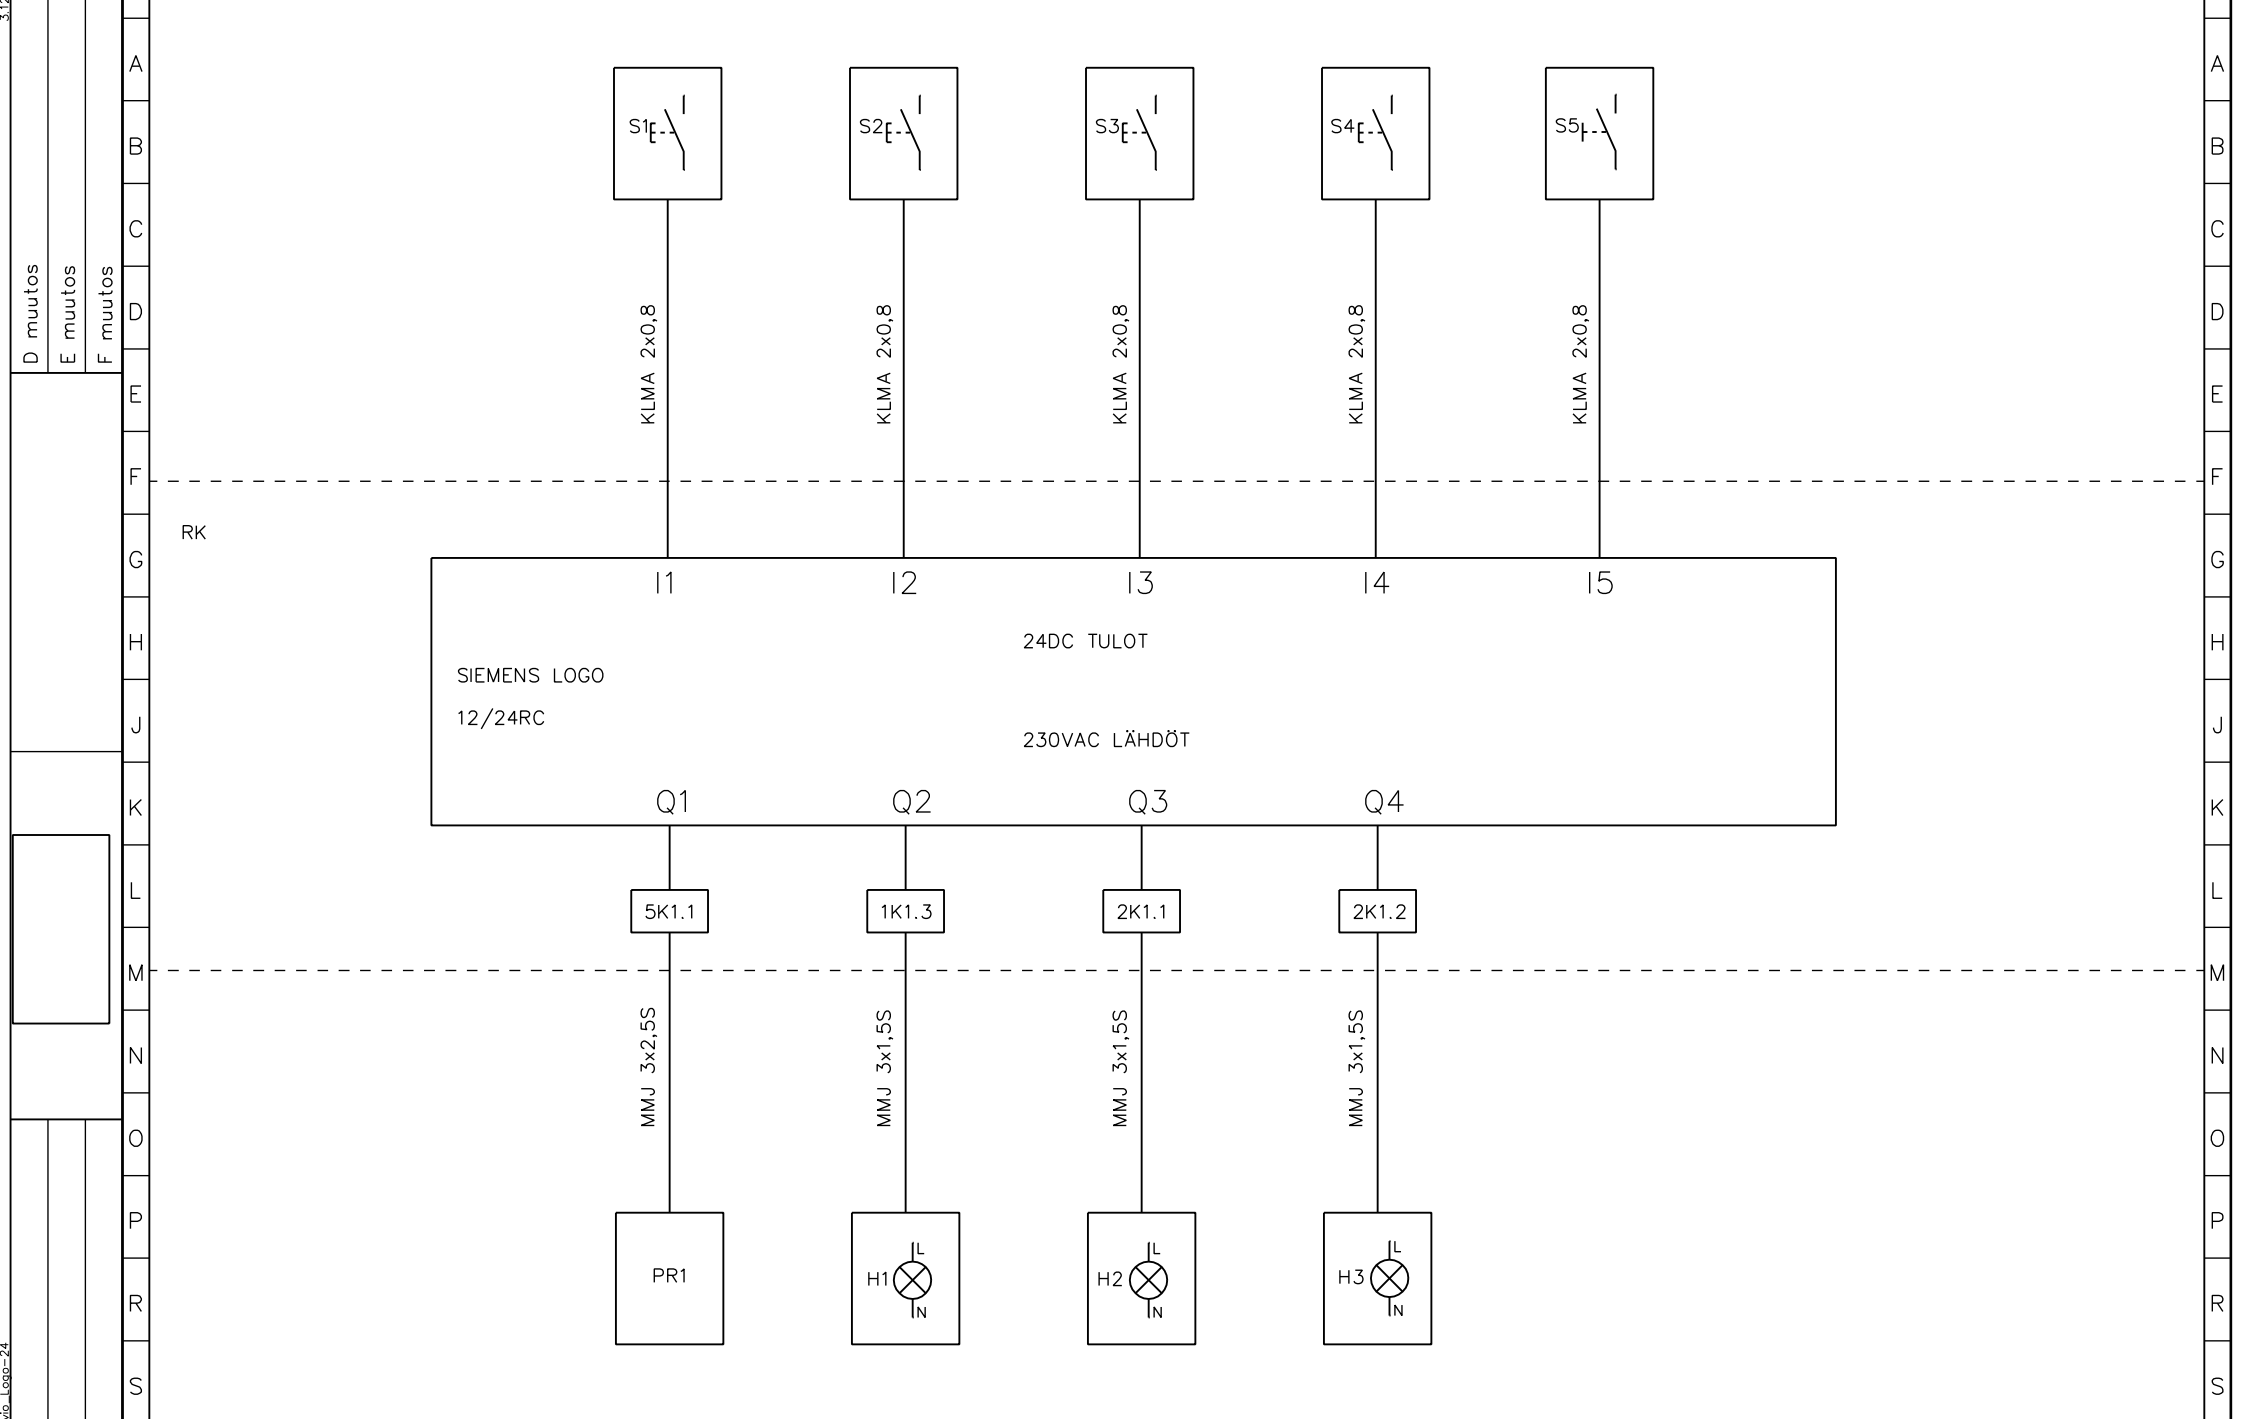 A
B
C
D
E
F
G
H
J
K
L
M
N
O
P
R
S
D muutos
E muutos
F muutos
S1
S2
S3
S4
S5
KLMA 2x0,8
KLMA 2x0,8
KLMA 2x0,8
KLMA 2x0,8
KLMA 2x0,8
RK
I1
I2
I3
I4
I5
24DC TULOT
SIEMENS LOGO
12/24RC
230VAC LÄHDÖT
Q1
Q2
Q3
Q4
5K1.1
1K1.3
2K1.1
2K1.2
MMJ 3x2,5S
MMJ 3x1,5S
MMJ 3x1,5S
MMJ 3x1,5S
PR1
H1
L
N
H2
L
N
H3
L
N
A
B
C
D
E
F
G
H
J
K
L
M
N
O
P
R
S